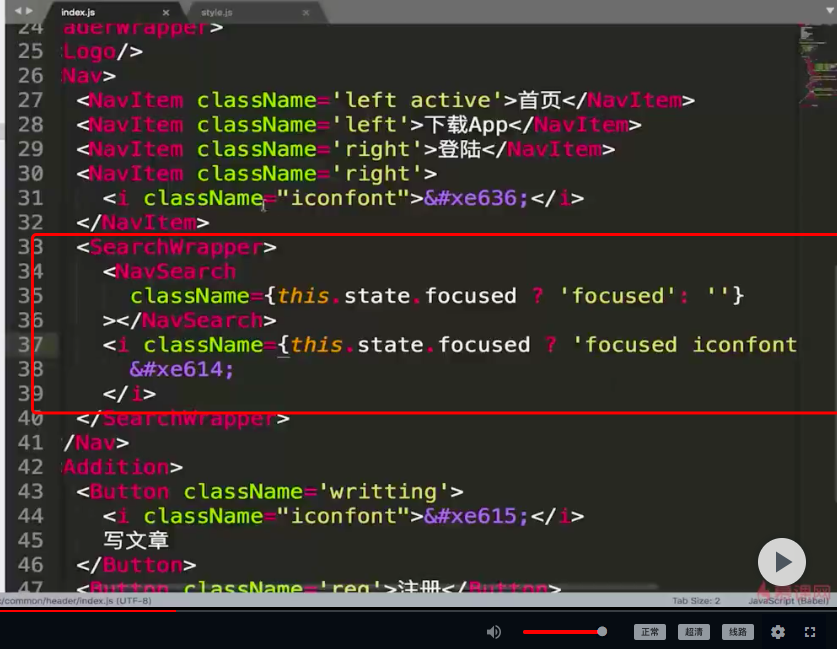 index.js × style.js ×
24 aderWrapper>
25 Logo/>
26 Nav>
27 <NavItem className='left active'>首页</NavItem>
28 <NavItem className='left'>下载App</NavItem>
29 <NavItem className='right'>登陆</NavItem>
30 <NavItem className='right'>
31 <i className="iconfont">&#xe636;</i>
32 </NavItem>
33 <SearchWrapper>
34 <NavSearch
35 className={this.state.focused ? 'focused': ''}
36 ></NavSearch>
37 <i className={this.state.focused ? 'focused iconfont
38 &#xe614;
39 </i>
40 </SearchWrapper>
41 /Nav>
42 Addition>
43 <Button className='writting'>
44 <i className="iconfont">&#xe615;</i>
45 写文章
46 </Button>
47 <Button className='reg'>注册</Button>
/common/header/index.js (UTF-8) Tab Size: 2 JavaScript (Babel)
慕课网
正常 超清 线路